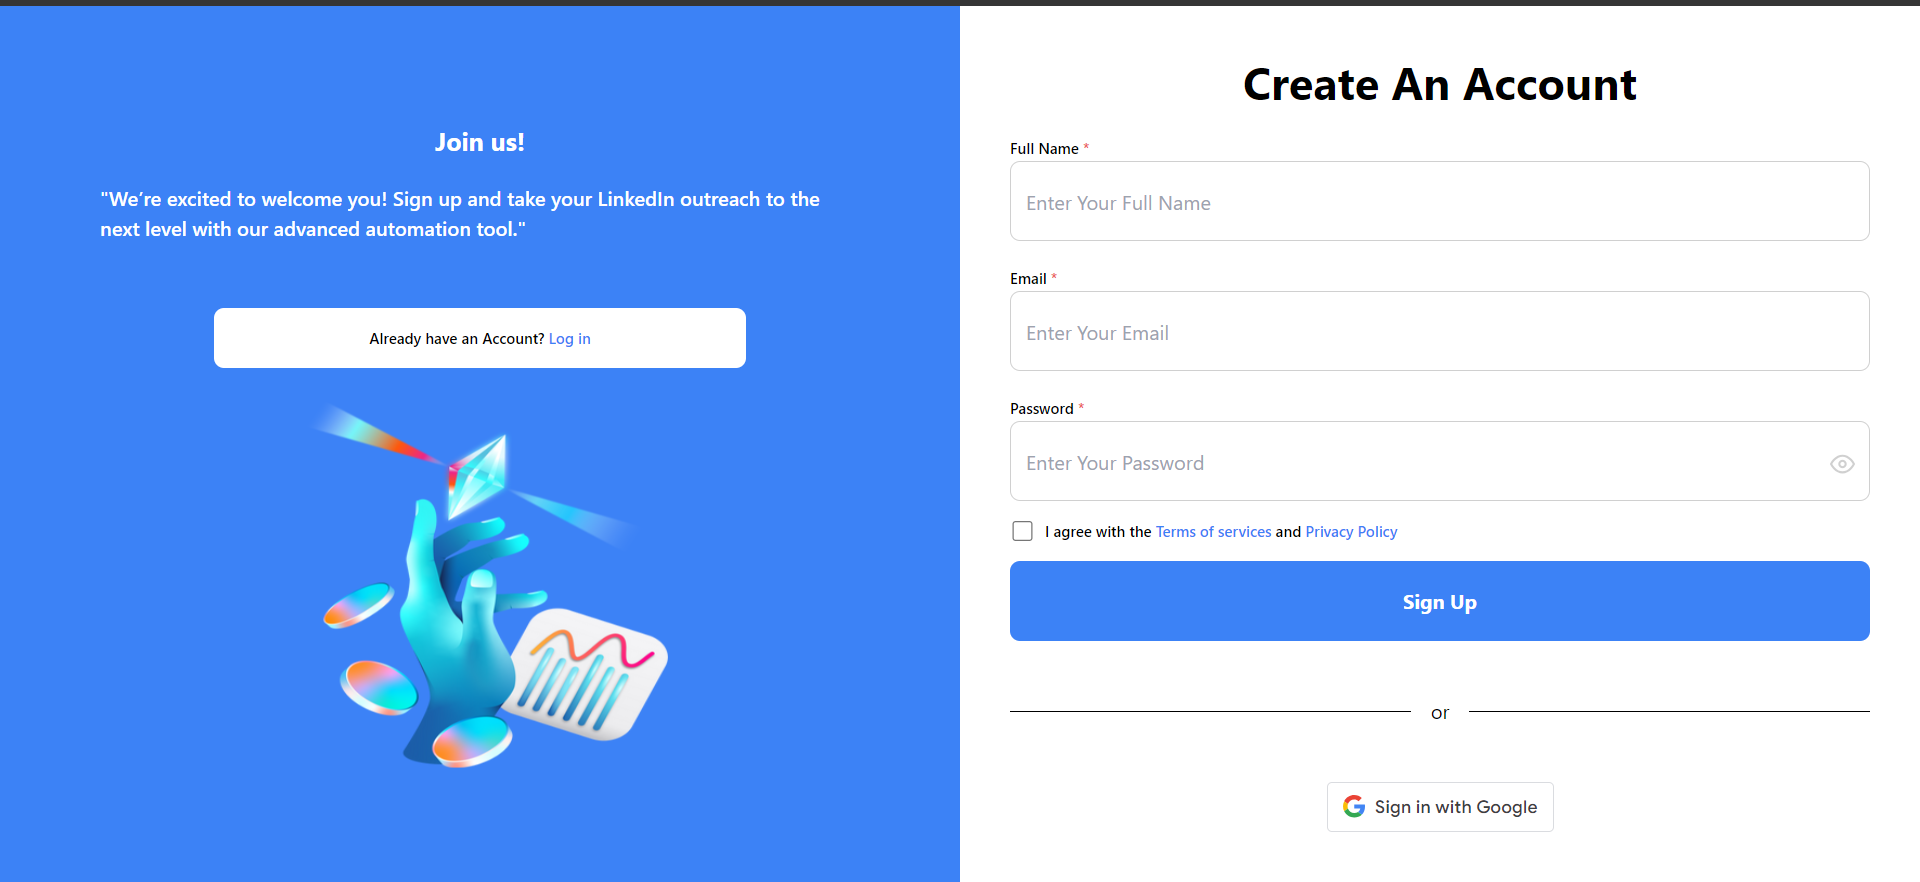 Join us!
"We’re excited to welcome you! Sign up and take your LinkedIn outreach to the
next level with our advanced automation tool."
Already have an Account? Log in
Create An Account
Full Name *
Enter Your Full Name
Email *
Enter Your Email
Password *
Enter Your Password
I agree with the Terms of services and Privacy Policy
Sign Up
or
Sign in with Google